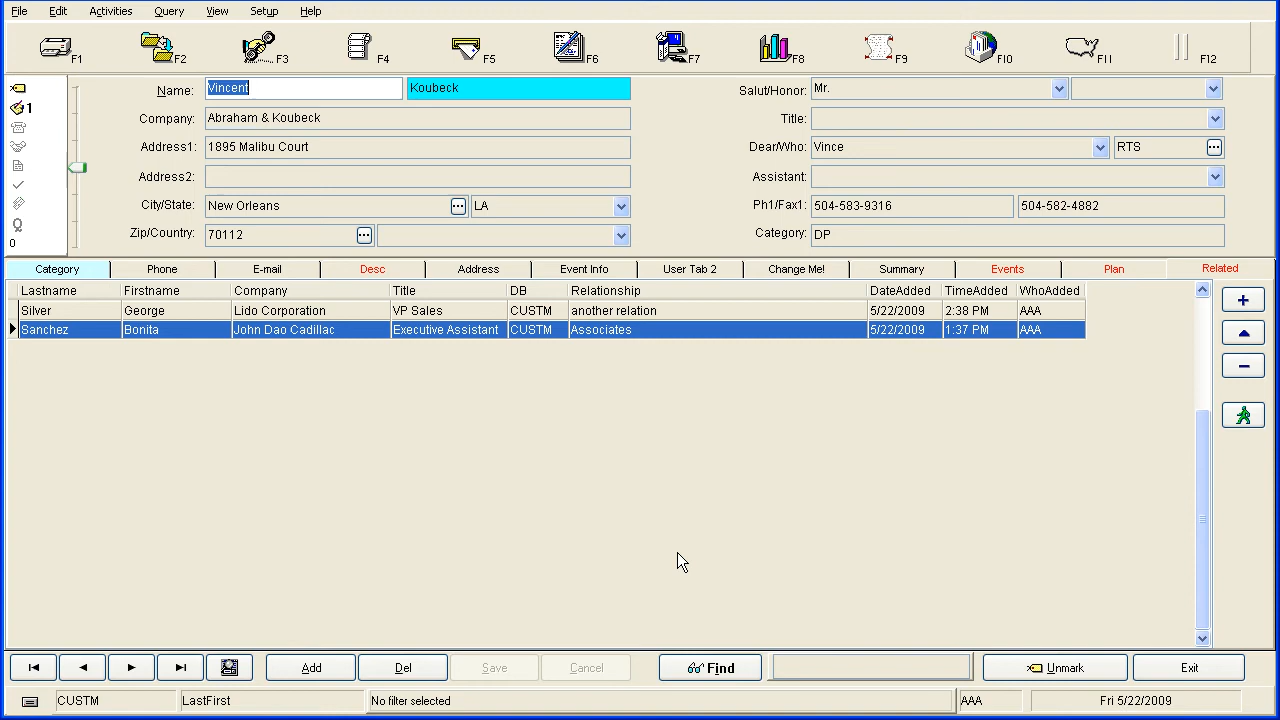 File Edit Activities Query View Setup Help
F1 F2 F3 F4 F5 F6 F7 F8 F9 F10 F11 F12
Name: Vincent Koubeck Salut/Honor: Mr.
1
Company: Abraham & Koubeck Title:
Address1: 1895 Malibu Court Dear/Who: Vince RTS
Address2: Assistant:
City/State: New Orleans LA Ph1/Fax1: 504-583-9316 504-582-4882
0 Zip/Country: 70112 Category: DP
Category Phone E-mail Desc Address Event Info User Tab 2 Change Me! Summary Events Plan Related
Lastname Firstname Company Title DB Relationship DateAdded TimeAdded WhoAdded
Silver George Lido Corporation VP Sales CUSTM another relation 5/22/2009 2:38 PM AAA
Sanchez Bonita John Dao Cadillac Executive Assistant CUSTM Associates 5/22/2009 1:37 PM AAA
Add Del Save Cancel Find Unmark Exit
CUSTM LastFirst No filter selected AAA Fri 5/22/2009